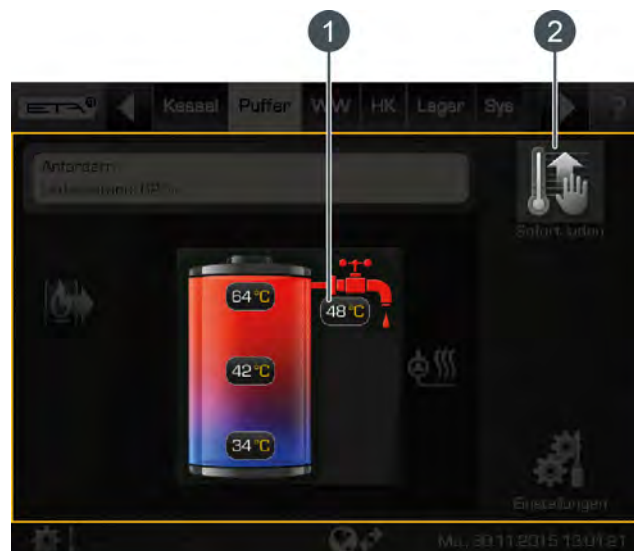 1 2
ETA
Kessel Puffer WW HK Lager Sys ?
Anfordern
Sofort laden
64°C
48°C
42°C
34°C
Einstellungen
Mo., 30.11.2015 13:01:21